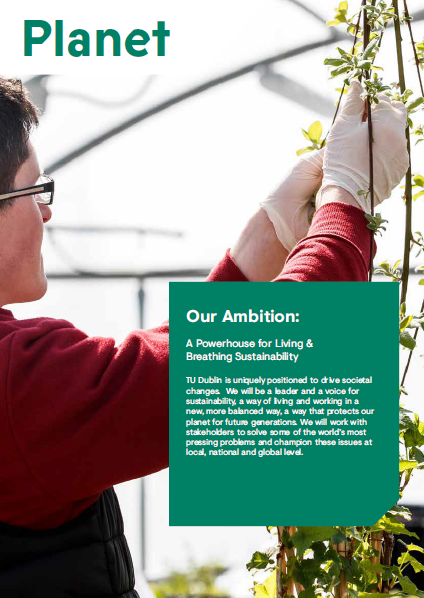 Planet
Our Ambition:
A Powerhouse for Living &
Breathing Sustainability
TU Dublin is uniquely positioned to drive societal
changes. We will be a leader and a voice for
sustainability, a way of living and working in a
new, more balanced way, a way that protects our
planet for future generations. We will work with
stakeholders to solve some of the world's most
pressing problems and champion these issues at
local, national and global level.